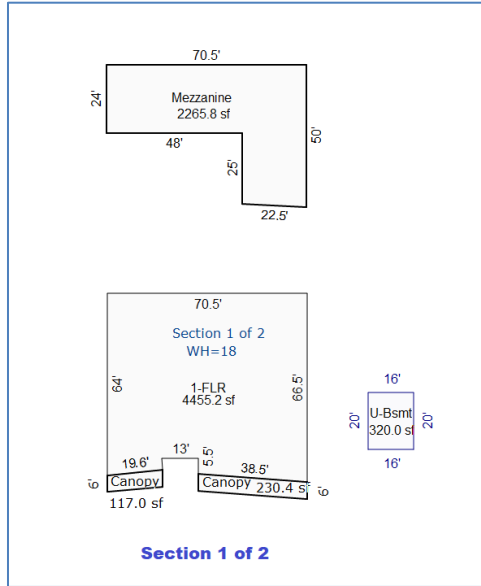 70.5'
24'
Mezzanine
2265.8 sf
50'
48'
25'
22.5'
70.5'
Section 1 of 2
WH=18
64'
1-FLR
4455.2 sf
66.5'
16'
20'
U-Bsmt
320.0 sf
20'
16'
13'
5.5'
19.6'
38.5'
6'
Canopy
Canopy
230.4 sf
6'
117.0 sf
Section 1 of 2